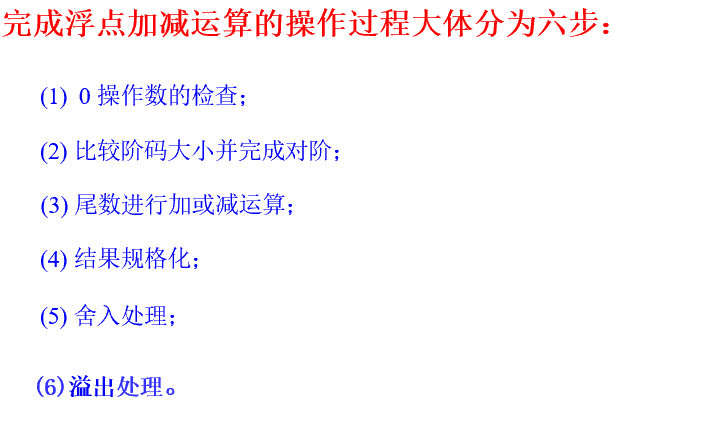 完成浮点加减运算的操作过程大体分为六步：
(1) 0 操作数的检查；
(2) 比较阶码大小并完成对阶；
(3) 尾数进行加或减运算；
(4) 结果规格化；
(5) 舍入处理；
(6)溢出处理。